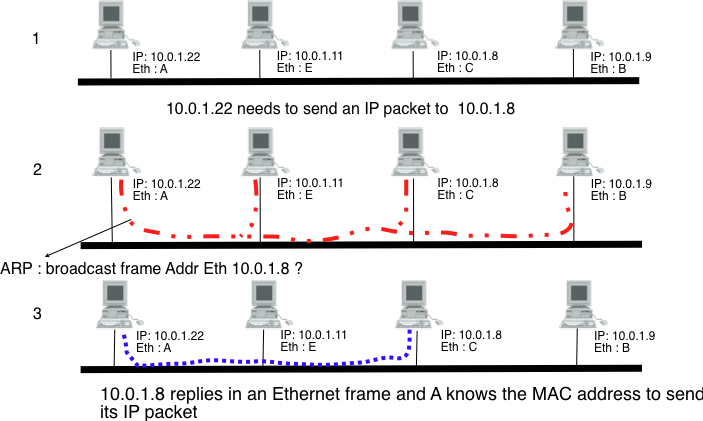 1
IP: 10.0.1.22
Eth : A
IP: 10.0.1.11
Eth : E
IP: 10.0.1.8
Eth : C
IP: 10.0.1.9
Eth : B
10.0.1.22 needs to send an IP packet to 10.0.1.8
2
IP: 10.0.1.22
Eth : A
IP: 10.0.1.11
Eth : E
IP: 10.0.1.8
Eth : C
IP: 10.0.1.9
Eth : B
ARP : broadcast frame Addr Eth 10.0.1.8 ?
3
IP: 10.0.1.22
Eth : A
IP: 10.0.1.11
Eth : E
IP: 10.0.1.8
Eth : C
IP: 10.0.1.9
Eth : B
10.0.1.8 replies in an Ethernet frame and A knows the MAC address to send
its IP packet